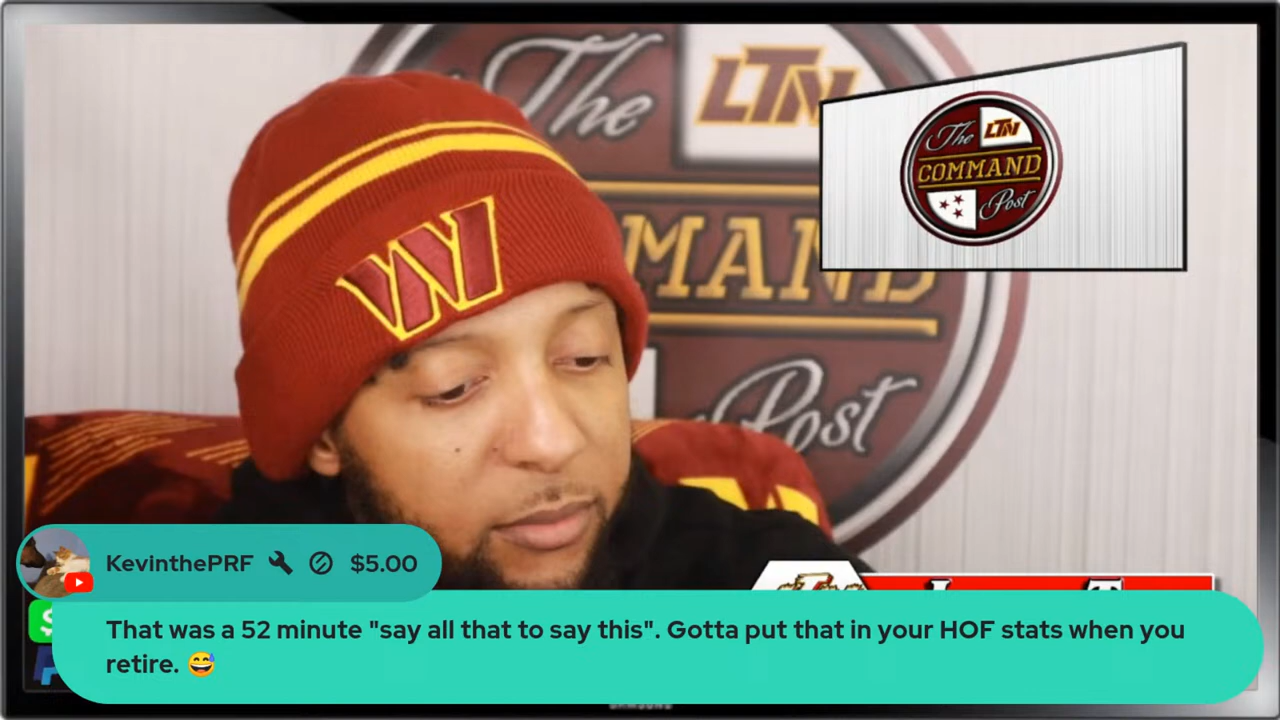 The
LTN
MAND
Post
The
LTN
COMMAND
Post
W
KevinthePRF $5.00
That was a 52 minute "say all that to say this". Gotta put that in your HOF stats when you
retire. 😅
SAMSUNG